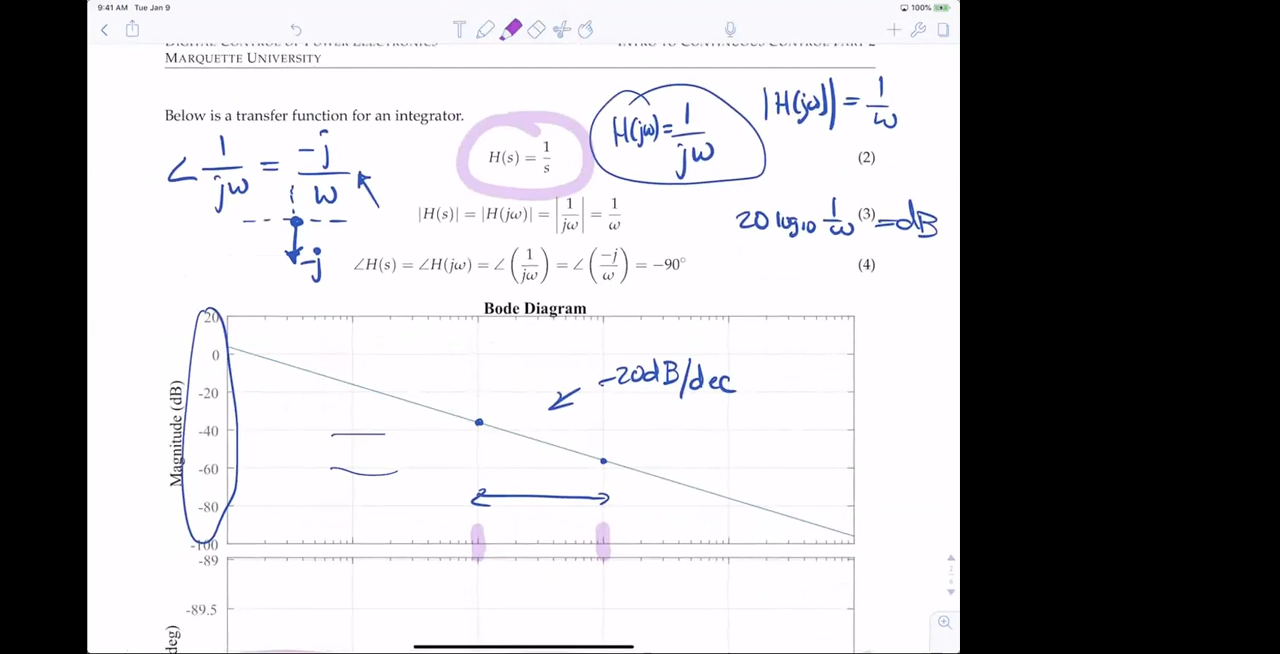 9:41 AM Tue Jan 9
100%
MARQUETTE UNIVERSITY
Below is a transfer function for an integrator.
H(s) = 1/s
(2)
H(jω) = 1/jω
|H(jω)| = 1/ω
∠ 1/jω = -j/ω
-j
|H(s)| = |H(jω)| = |1/jω| = 1/ω
(3)
20 log10 1/ω = dB
∠H(s) = ∠H(jω) = ∠(1/jω) = ∠(-j/ω) = -90°
(4)
Bode Diagram
Magnitude (dB)
20
0
-20
-40
-60
-80
-100
-20dB/dec
-89
-89.5
deg)